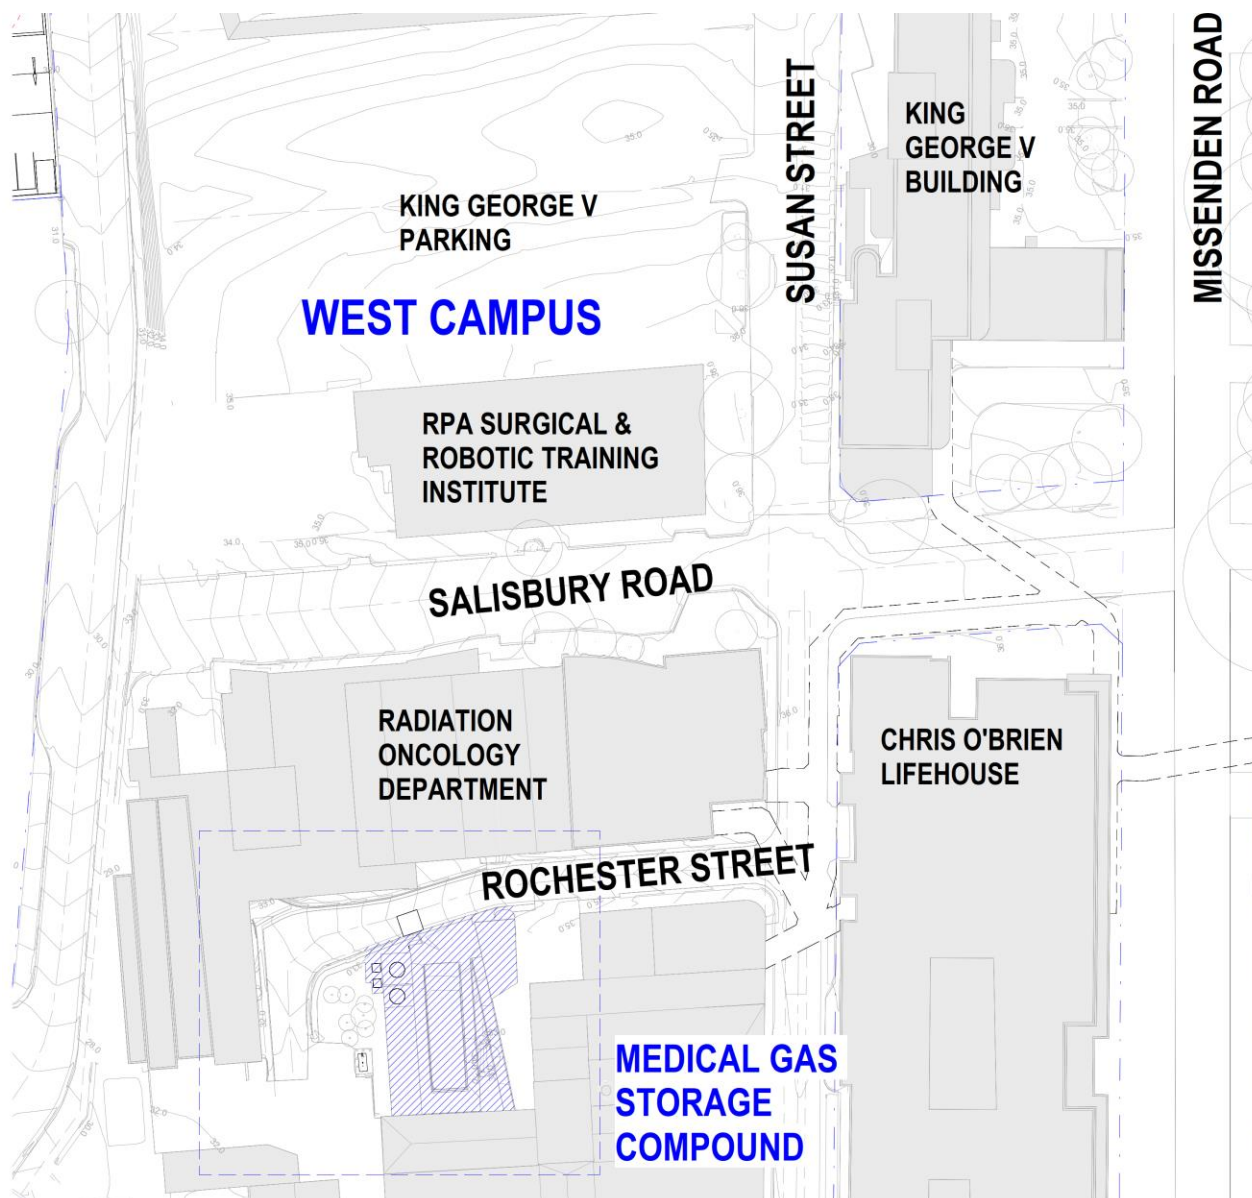 SUSAN STREET
MISSENDEN ROAD
KING
GEORGE V
BUILDING
KING GEORGE V
PARKING
WEST CAMPUS
RPA SURGICAL &
ROBOTIC TRAINING
INSTITUTE
SALISBURY ROAD
RADIATION
ONCOLOGY
DEPARTMENT
CHRIS O'BRIEN
LIFEHOUSE
ROCHESTER STREET
MEDICAL GAS
STORAGE
COMPOUND